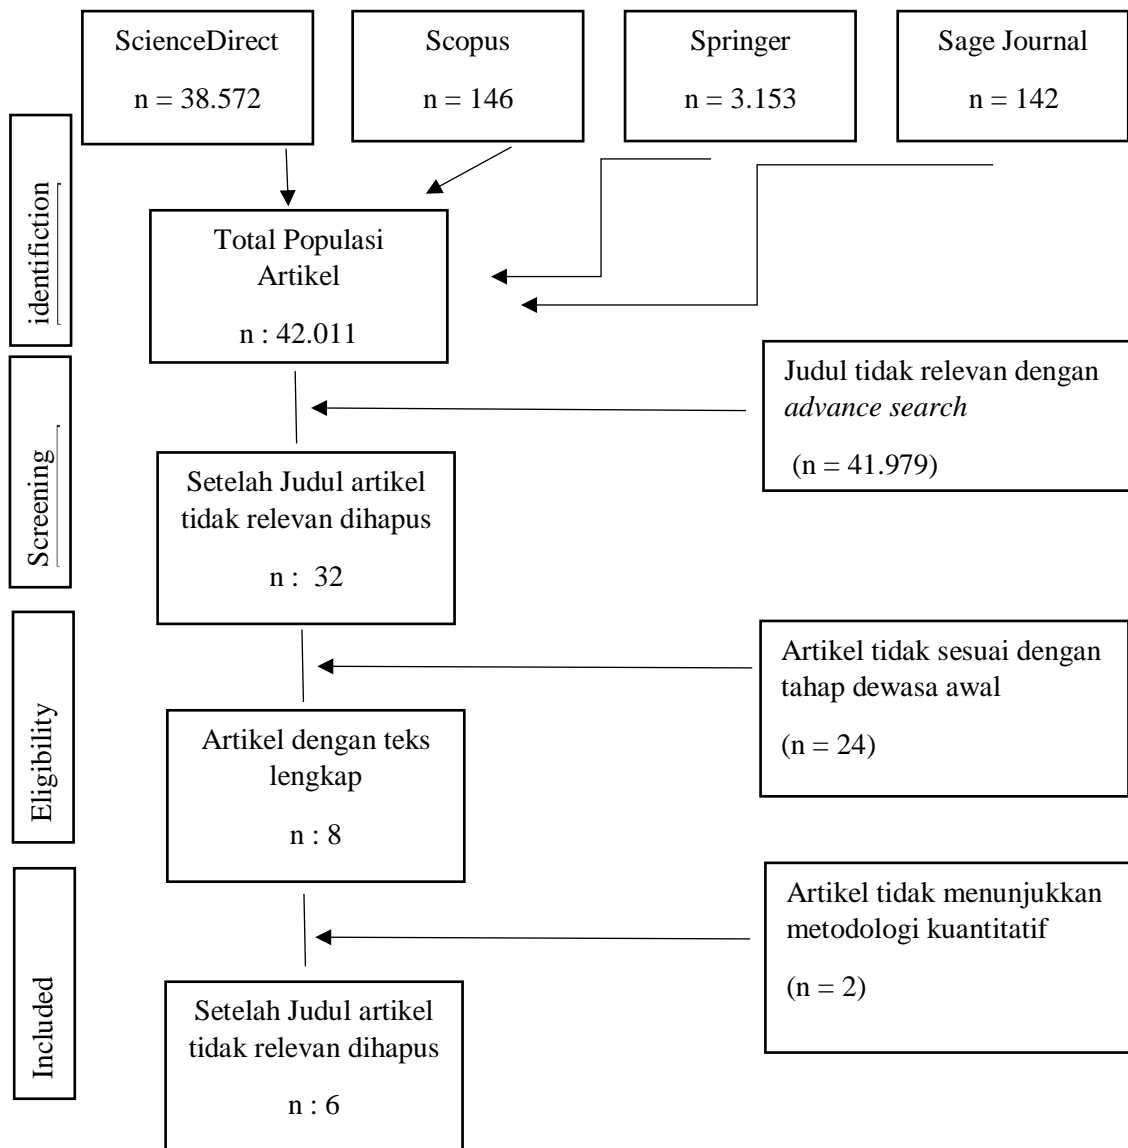 ScienceDirect
n = 38.572
Scopus
n = 146
Springer
n = 3.153
Sage Journal
n = 142
identifiction
Total Populasi
Artikel
n : 42.011
Judul tidak relevan dengan
advance search
(n = 41.979)
Screening
Setelah Judul artikel
tidak relevan dihapus
n : 32
Artikel tidak sesuai dengan
tahap dewasa awal
(n = 24)
Eligibility
Artikel dengan teks
lengkap
n : 8
Artikel tidak menunjukkan
metodologi kuantitatif
(n = 2)
Included
Setelah Judul artikel
tidak relevan dihapus
n : 6